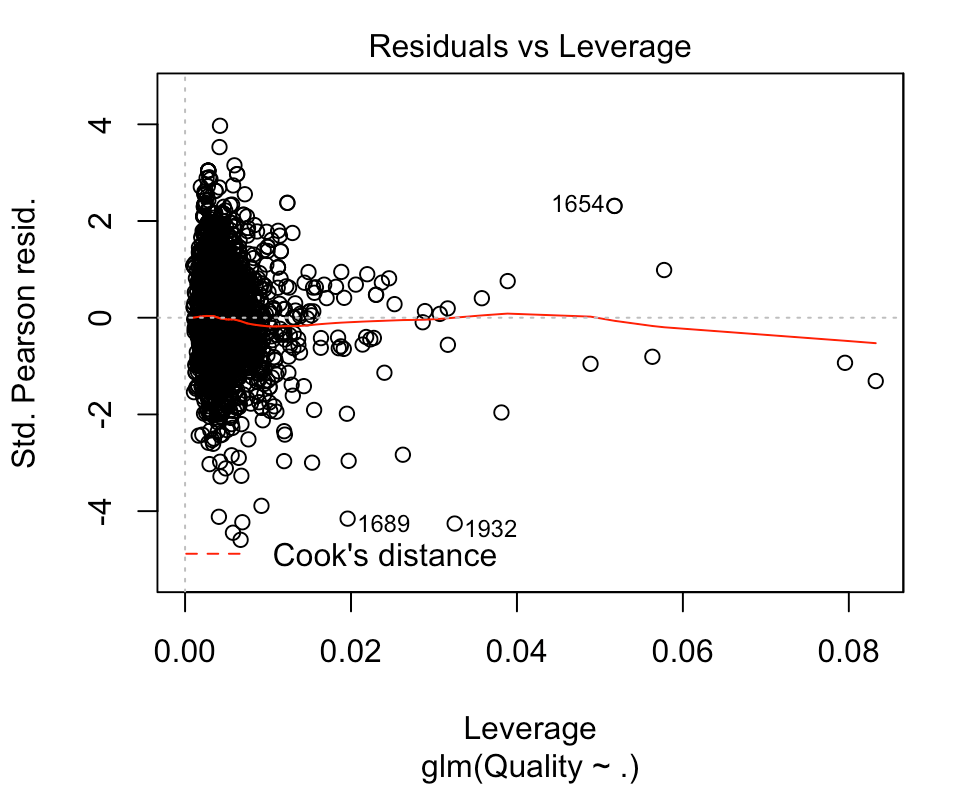 Residuals vs Leverage
Std. Pearson resid.
4
2
0
-2
-4
1654
1689
1932
Cook's distance
0.00 0.02 0.04 0.06 0.08
Leverage
glm(Quality ~ .)